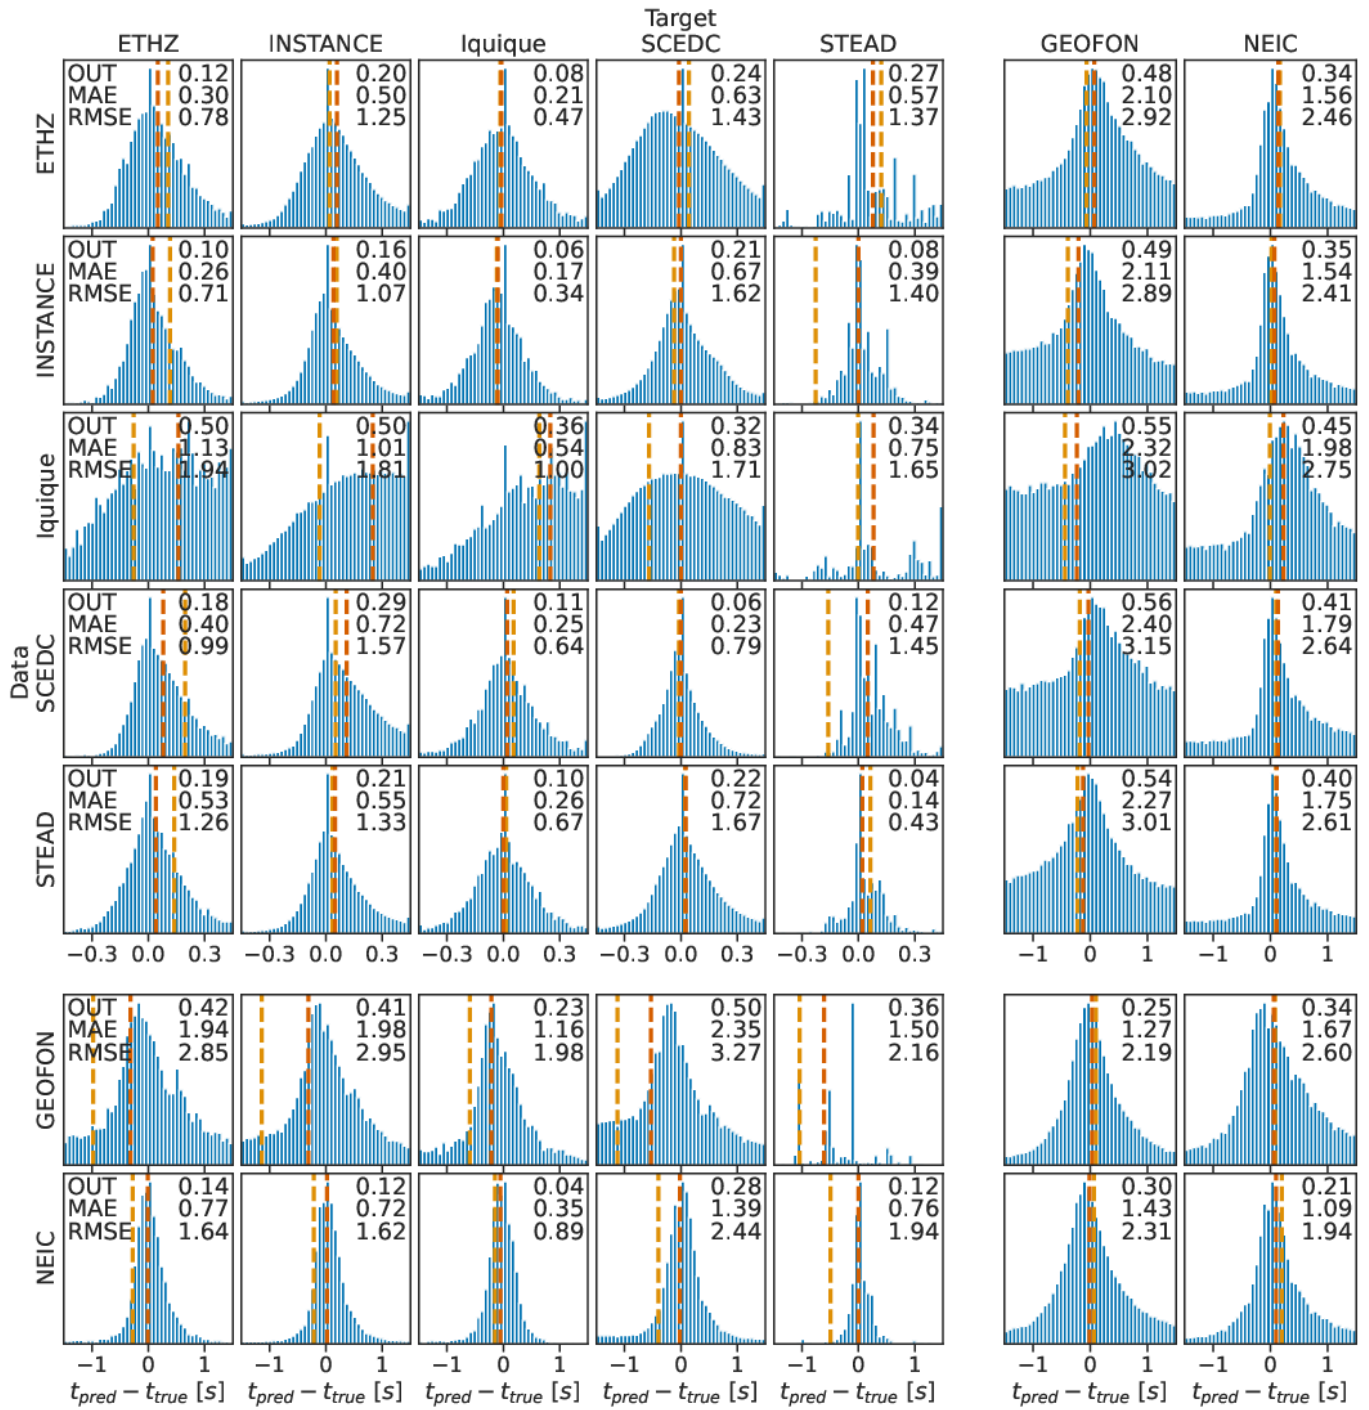 Target
ETHZ INSTANCE Iquique SCEDC STEAD GEOFON NEIC
OUT 0.12 0.20 0.08 0.24 0.27 0.48 0.34
MAE 0.30 0.50 0.21 0.63 0.57 2.10 1.56
RMSE 0.78 1.25 0.47 1.43 1.37 2.92 2.46
ETHZ
OUT 0.10 0.16 0.06 0.21 0.08 0.49 0.35
MAE 0.26 0.40 0.17 0.67 0.39 2.11 1.54
RMSE 0.71 1.07 0.34 1.62 1.40 2.89 2.41
INSTANCE
OUT 0.50 0.50 0.36 0.32 0.34 0.55 0.45
MAE 1.13 1.01 0.54 0.83 0.75 2.32 1.98
RMSE 1.94 1.81 1.00 1.71 1.65 3.02 2.75
Iquique
OUT 0.18 0.29 0.11 0.06 0.12 0.56 0.41
MAE 0.40 0.72 0.25 0.23 0.47 2.40 1.79
RMSE 0.99 1.57 0.64 0.79 1.45 3.15 2.64
Data
SCEDC
OUT 0.19 0.21 0.10 0.22 0.04 0.54 0.40
MAE 0.53 0.55 0.26 0.72 0.14 2.27 1.75
RMSE 1.26 1.33 0.67 1.67 0.43 3.01 2.61
STEAD
−0.3 0.0 0.3 −0.3 0.0 0.3 −0.3 0.0 0.3 −0.3 0.0 0.3 −0.3 0.0 0.3 −1 0 1 −1 0 1
OUT 0.42 0.41 0.23 0.50 0.36 0.25 0.34
MAE 1.94 1.98 1.16 2.35 1.50 1.27 1.67
RMSE 2.85 2.95 1.98 3.27 2.16 2.19 2.60
GEOFON
OUT 0.14 0.12 0.04 0.28 0.12 0.30 0.21
MAE 0.77 0.72 0.35 1.39 0.76 1.43 1.09
RMSE 1.64 1.62 0.89 2.44 1.94 2.31 1.94
NEIC
−1 0 1 −1 0 1 −1 0 1 −1 0 1 −1 0 1 −1 0 1 −1 0 1
t_pred − t_true [s] t_pred − t_true [s] t_pred − t_true [s] t_pred − t_true [s] t_pred − t_true [s] t_pred − t_true [s] t_pred − t_true [s]